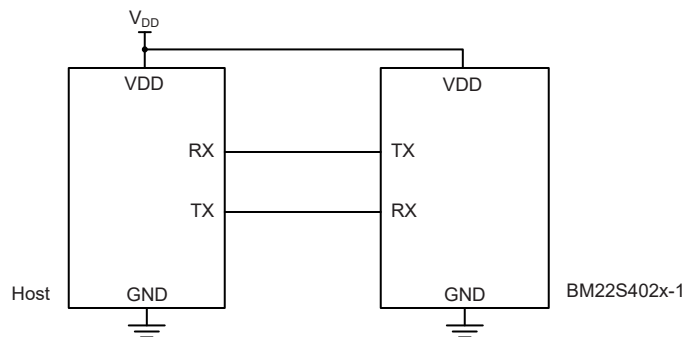 VDD
VDD VDD
RX TX
TX RX
Host GND GND BM22S402x-1